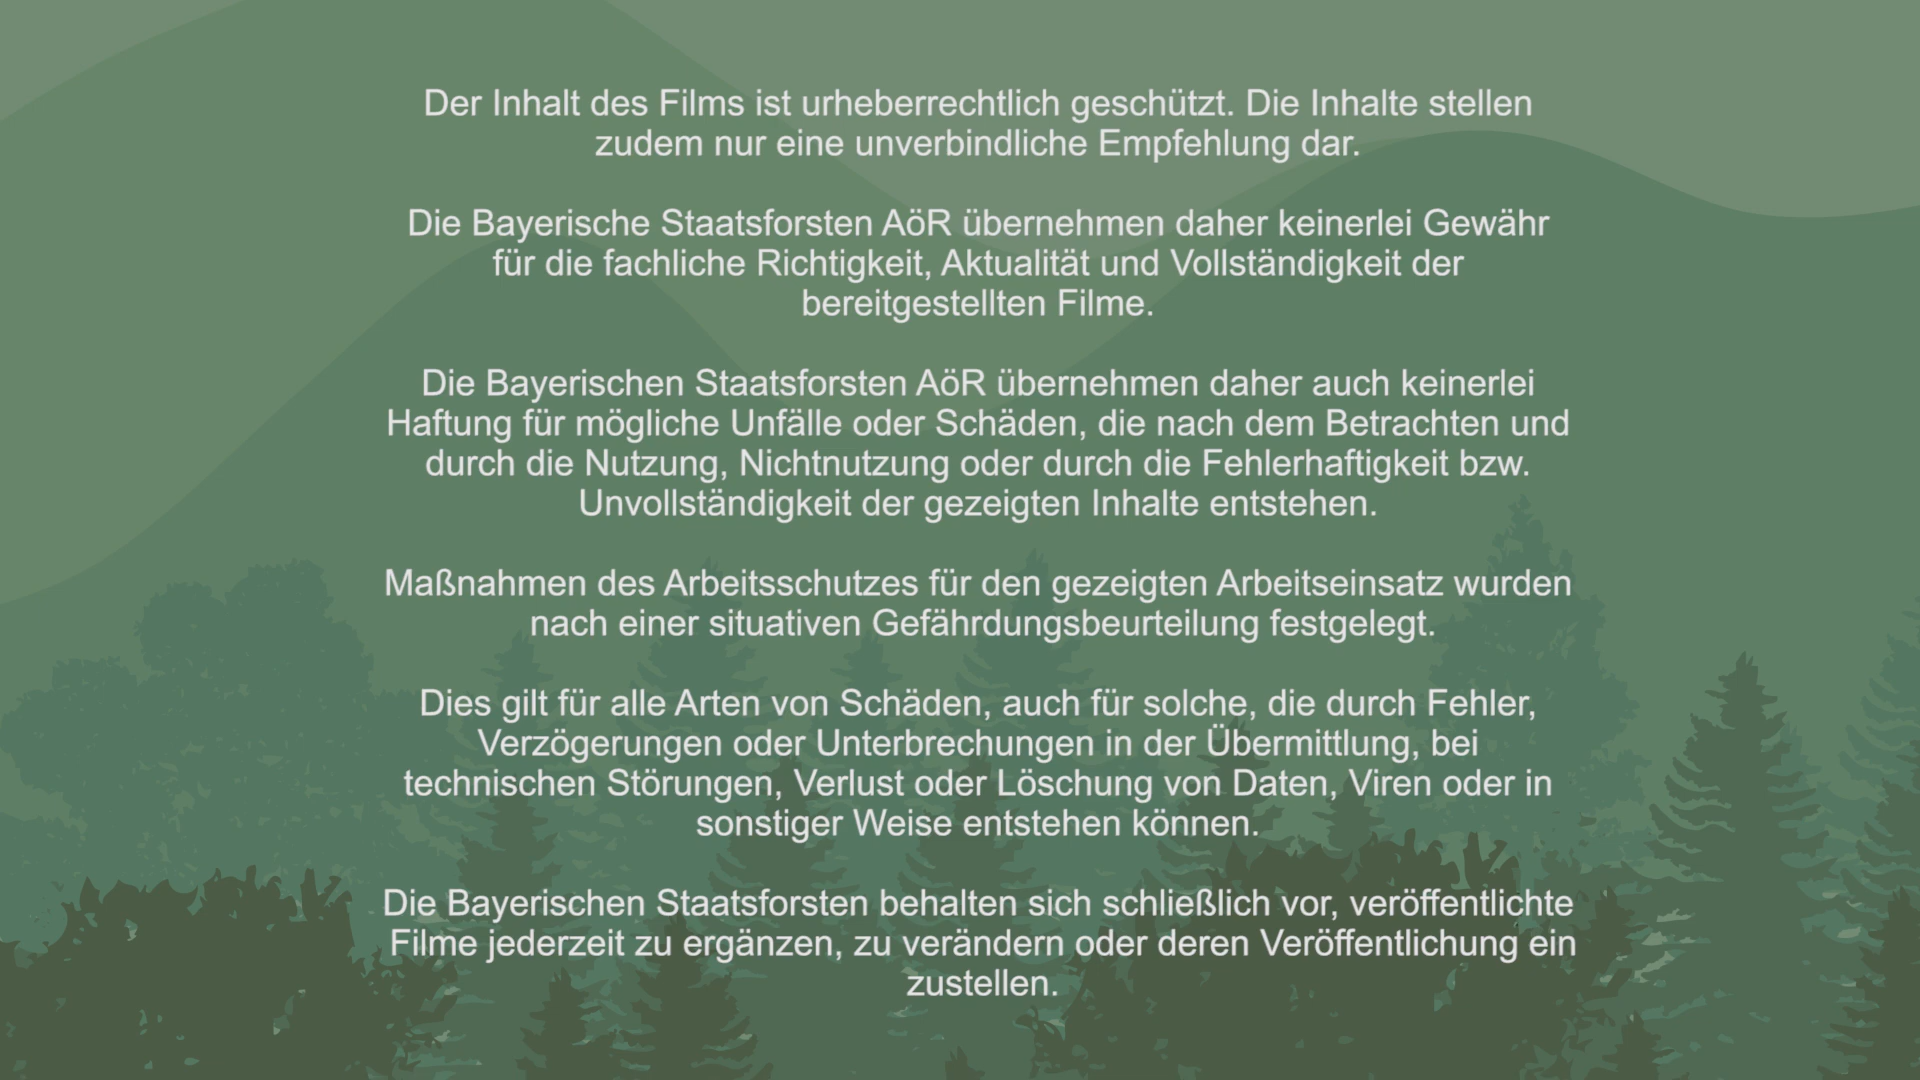 Der Inhalt des Films ist urheberrechtlich geschützt. Die Inhalte stellen
zudem nur eine unverbindliche Empfehlung dar.
Die Bayerische Staatsforsten AöR übernehmen daher keinerlei Gewähr
für die fachliche Richtigkeit, Aktualität und Vollständigkeit der
bereitgestellten Filme.
Die Bayerischen Staatsforsten AöR übernehmen daher auch keinerlei
Haftung für mögliche Unfälle oder Schäden, die nach dem Betrachten und
durch die Nutzung, Nichtnutzung oder durch die Fehlerhaftigkeit bzw.
Unvollständigkeit der gezeigten Inhalte entstehen.
Maßnahmen des Arbeitsschutzes für den gezeigten Arbeitseinsatz wurden
nach einer situativen Gefährdungsbeurteilung festgelegt.
Dies gilt für alle Arten von Schäden, auch für solche, die durch Fehler,
Verzögerungen oder Unterbrechungen in der Übermittlung, bei
technischen Störungen, Verlust oder Löschung von Daten, Viren oder in
sonstiger Weise entstehen können.
Die Bayerischen Staatsforsten behalten sich schließlich vor, veröffentlichte
Filme jederzeit zu ergänzen, zu verändern oder deren Veröffentlichung ein
zustellen.